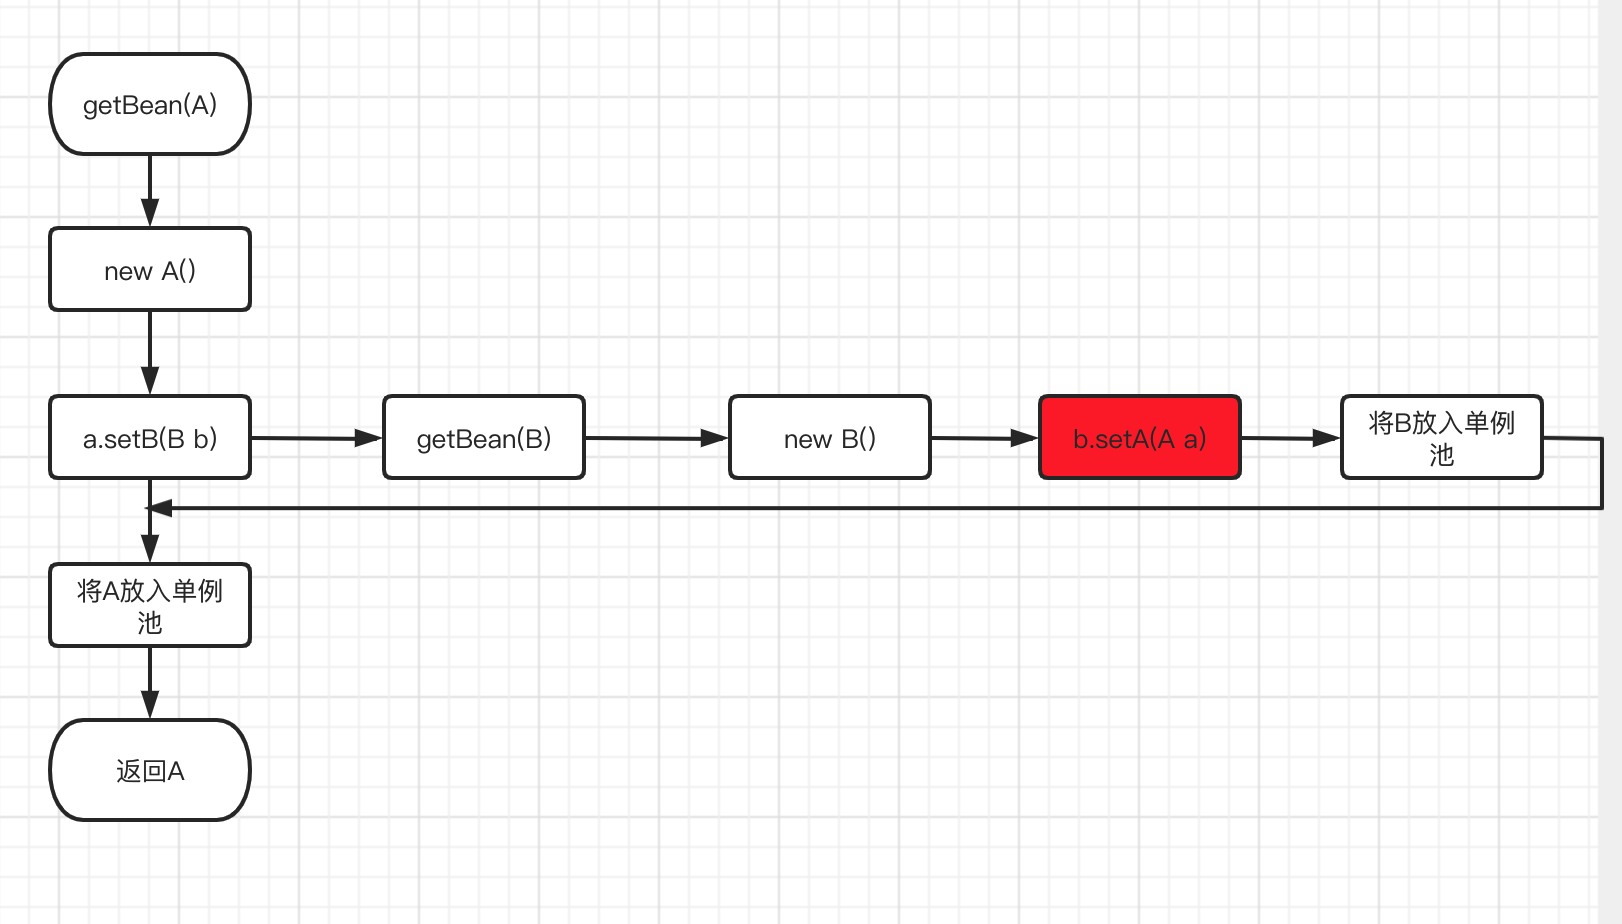 getBean(A)
new A()
a.setB(B b)
getBean(B)
new B()
b.setA(A a)
将B放入单例
池
将A放入单例
池
返回A